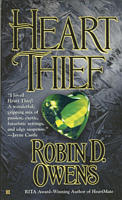 HEART
THIEF
"I loved
Heart Thief!
A wonderful,
gripping mix
of passion, exotic,
futuristic settings,
and edgy suspense."
—Jayne Castle
ROBIN D.
OWENS
RITA Award-Winning Author of HeartMate